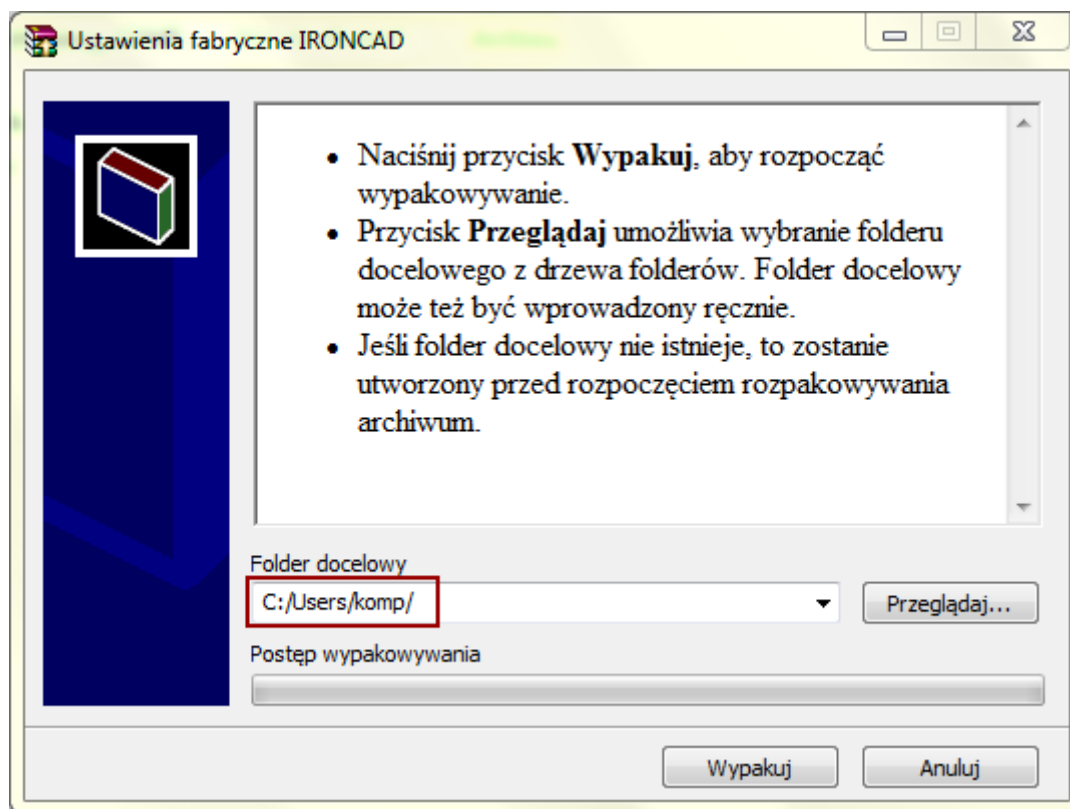 Ustawienia fabryczne IRONCAD
• Naciśnij przycisk Wypakuj, aby rozpocząć
wypakowywanie.
• Przycisk Przeglądaj umożliwia wybranie folderu
docelowego z drzewa folderów. Folder docelowy
może też być wprowadzony ręcznie.
• Jeśli folder docelowy nie istnieje, to zostanie
utworzony przed rozpoczęciem rozpakowywania
archiwum.
Folder docelowy
C:/Users/komp/
Przeglądaj...
Postęp wypakowywania
Wypakuj
Anuluj